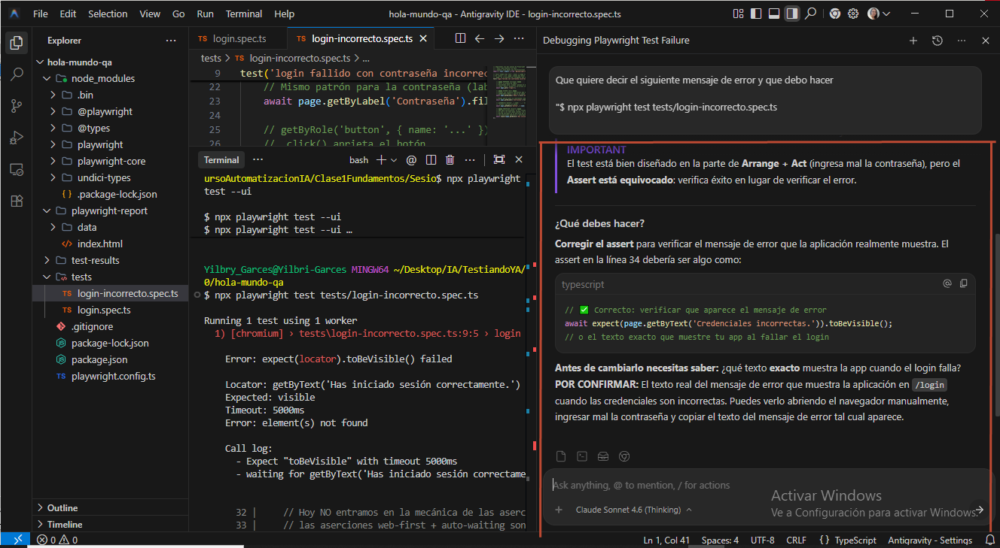 File Edit Selection View Go Run Terminal Help
hola-mundo-qa - Antigravity IDE - login-incorrecto.spec.ts
Explorer
hola-mundo-qa
node_modules
.bin
@playwright
@types
playwright
playwright-core
undici-types
{ } .package-lock.json
playwright-report
data
<> index.html
test-results
tests
TS login-incorrecto.spec.ts
TS login.spec.ts
.gitignore
package-lock.json
package.json
TS playwright.config.ts
Outline
Timeline
TS login.spec.ts
TS login-incorrecto.spec.ts
tests > TS login-incorrecto.spec.ts > ...
9 test('login fallido con contraseña incorrec
22 // Mismo patrón para la contraseña (lab
23 await page.getByLabel('Contraseña').fil
24
25 // getByRole('button', { name: '...' })
26 // .click() aprieta el botón
Terminal
bash
ursoAutomatizacionIA/Clase1Fundamentos/Sesio$ npx playwright
test --ui
$ npx playwright test --ui
$ npx playwright test --ui …
Yilbry_Garces@Yilbri-Garces MINGW64 ~/Desktop/IA/TestiandoYA/
0/hola-mundo-qa
$ npx playwright test tests/login-incorrecto.spec.ts
Running 1 test using 1 worker
1) [chromium] › tests\login-incorrecto.spec.ts:9:5 › login
Error: expect(locator).toBeVisible() failed
Locator: getByText('Has iniciado sesión correctamente.')
Expected: visible
Timeout: 5000ms
Error: element(s) not found
Call log:
- Expect "toBeVisible" with timeout 5000ms
- waiting for getByText('Has iniciado sesión correctame
32 | // Hoy NO entramos en la mecánica de las aserc
33 | // las aserciones web-first + auto-waiting son
Debugging Playwright Test Failure
Que quiere decir el siguiente mensaje de error y que debo hacer
"$ npx playwright test tests/login-incorrecto.spec.ts
IMPORTANT
El test está bien diseñado en la parte de Arrange + Act (ingresa mal la contraseña), pero el
Assert está equivocado: verifica éxito en lugar de verificar el error.
¿Qué debes hacer?
Corregir el assert para verificar el mensaje de error que la aplicación realmente muestra. El
assert en la línea 34 debería ser algo como:
typescript
// ✅ Correcto: verificar que aparece el mensaje de error
await expect(page.getByText('Credenciales incorrectas.')).toBeVisible();
// o el texto exacto que muestre tu app al fallar el login
Antes de cambiarlo necesitas saber: ¿qué texto exacto muestra la app cuando el login falla?
POR CONFIRMAR: El texto real del mensaje de error que muestra la aplicación en /login
cuando las credenciales son incorrectas. Puedes verlo abriendo el navegador manualmente,
ingresar mal la contraseña y copiar el texto del mensaje de error tal cual aparece.
Ask anything, @ to mention, / for actions
Claude Sonnet 4.6 (Thinking)
Activar Windows
Ve a Configuración para activar Windows.
0 0
Ln 1, Col 41 Spaces: 4 UTF-8 CRLF { } TypeScript Antigravity - Settings